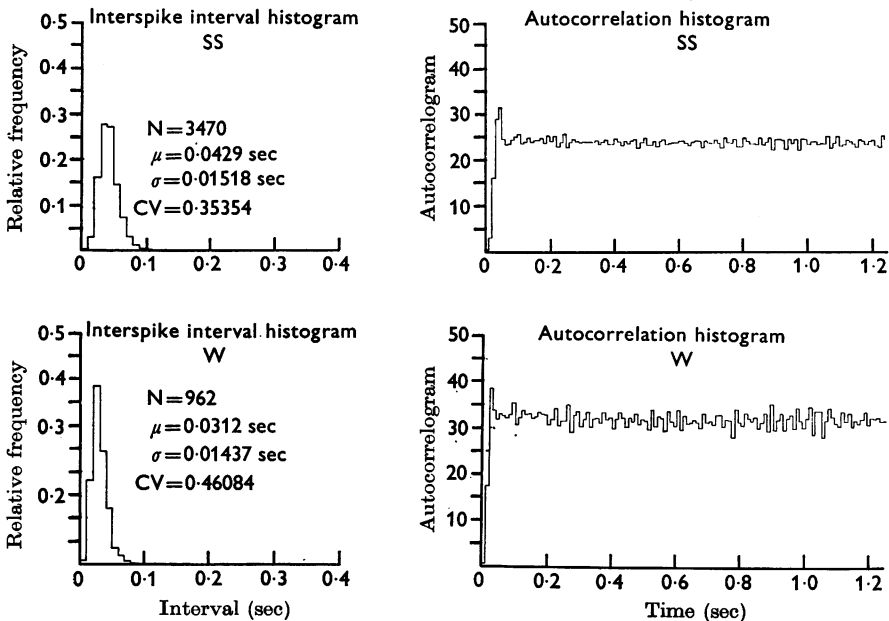 Interspike interval histogram
SS
Relative frequency
0·5
0·4
0·3
0·2
0·1
N=3470
μ=0·0429 sec
σ=0·01518 sec
CV=0·35354
0 0·1 0·2 0·3 0·4
Autocorrelation histogram
SS
Autocorrelogram
50
40
30
20
10
0 0·2 0·4 0·6 0·8 1·0 1·2
Interspike interval histogram
W
Relative frequency
0·5
0·4
0·3
0·2
N=962
μ=0·0312 sec
σ=0·01437 sec
CV=0·46084
0 0·1 0·2 0·3 0·4
Interval (sec)
Autocorrelation histogram
W
Autocorrelogram
50
40
30
20
10
0 0·2 0·4 0·6 0·8 1·0 1·2
Time (sec)